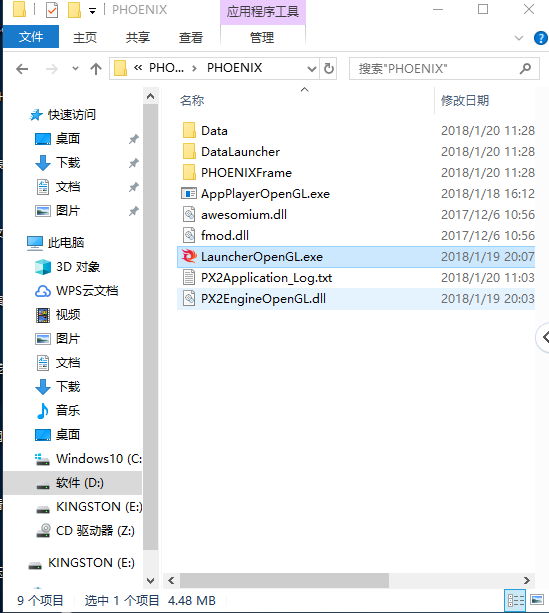 PHOENIX
应用程序工具
文件
主页
共享
查看
管理
« PHO... › PHOENIX
搜索"PHOENIX"
名称
修改日期
快速访问
桌面
下载
文档
图片
此电脑
3D 对象
WPS云文档
视频
图片
文档
下载
音乐
桌面
Windows10 (C:
软件 (D:)
KINGSTON (E:)
CD 驱动器 (Z:)
KINGSTON (E:)
Data 2018/1/20 11:28
DataLauncher 2018/1/20 11:28
PHOENIXFrame 2018/1/20 11:28
AppPlayerOpenGL.exe 2018/1/18 16:12
awesomium.dll 2017/12/6 10:56
fmod.dll 2017/12/6 10:56
LauncherOpenGL.exe 2018/1/19 20:07
PX2Application_Log.txt 2018/1/20 11:03
PX2EngineOpenGL.dll 2018/1/19 20:03
9 个项目
选中 1 个项目 4.48 MB